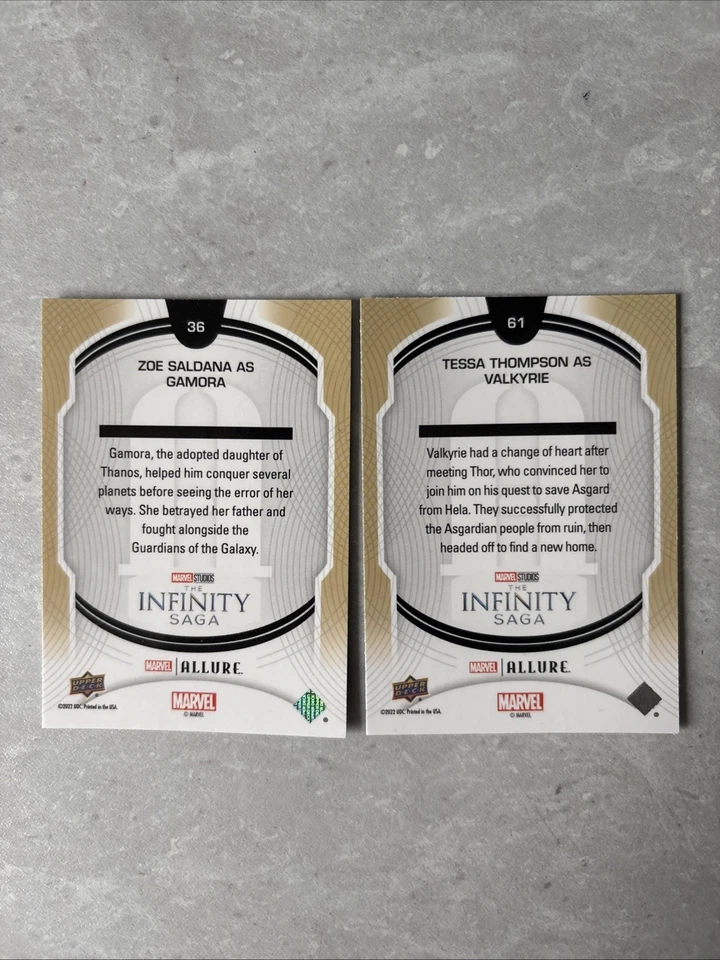 36
ZOE SALDANA AS
GAMORA
Gamora, the adopted daughter of
Thanos, helped him conquer several
planets before seeing the error of her
ways. She betrayed her father and
fought alongside the
Guardians of the Galaxy.
MARVEL STUDIOS
THE
INFINITY
SAGA
MARVEL | ALLURE
UPPER
DECK
©2022 UDC. Printed in the USA.
MARVEL
© MARVEL
61
TESSA THOMPSON AS
VALKYRIE
Valkyrie had a change of heart after
meeting Thor, who convinced her to
join him on his quest to save Asgard
from Hela. They successfully protected
the Asgardian people from ruin, then
headed off to find a new home.
MARVEL STUDIOS
THE
INFINITY
SAGA
MARVEL | ALLURE
UPPER
DECK
©2022 UDC. Printed in the USA.
MARVEL
© MARVEL